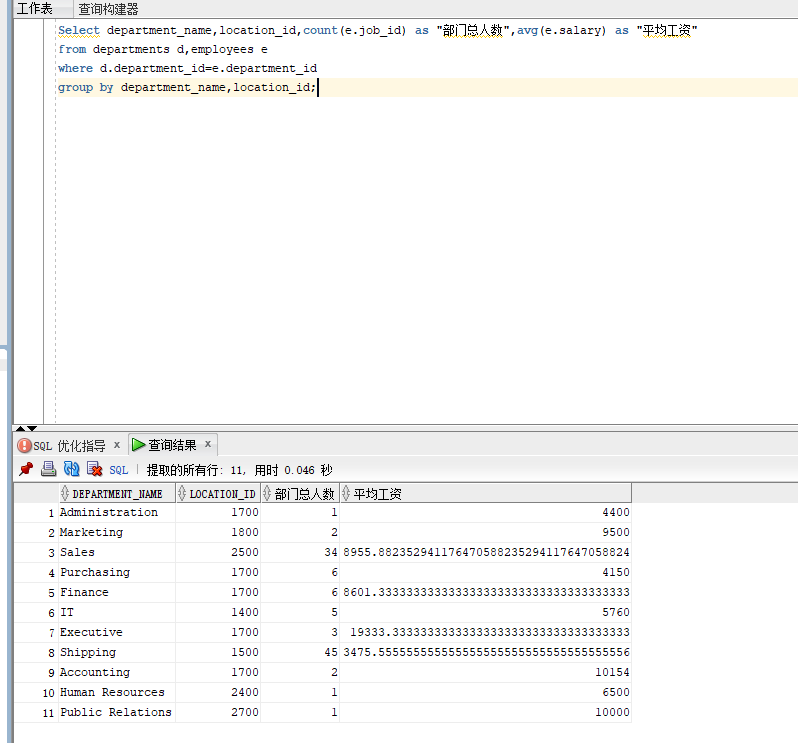 工作表 查询构建器
Select department_name,location_id,count(e.job_id) as "部门总人数",avg(e.salary) as "平均工资"
from departments d,employees e
where d.department_id=e.department_id
group by department_name,location_id;
SQL 优化指导 x 查询结果 x
SQL 提取的所有行: 11, 用时 0.046 秒
DEPARTMENT_NAME LOCATION_ID 部门总人数 平均工资
1 Administration 1700 1 4400
2 Marketing 1800 2 9500
3 Sales 2500 34 8955.88235294117647058823529411764705882
4 Purchasing 1700 6 4150
5 Finance 1700 6 8601.33333333333333333333333333333333333
6 IT 1400 5 5760
7 Executive 1700 3 19333.3333333333333333333333333333333333
8 Shipping 1500 45 3475.55555555555555555555555555555555556
9 Accounting 1700 2 10154
10 Human Resources 2400 1 6500
11 Public Relations 2700 1 10000